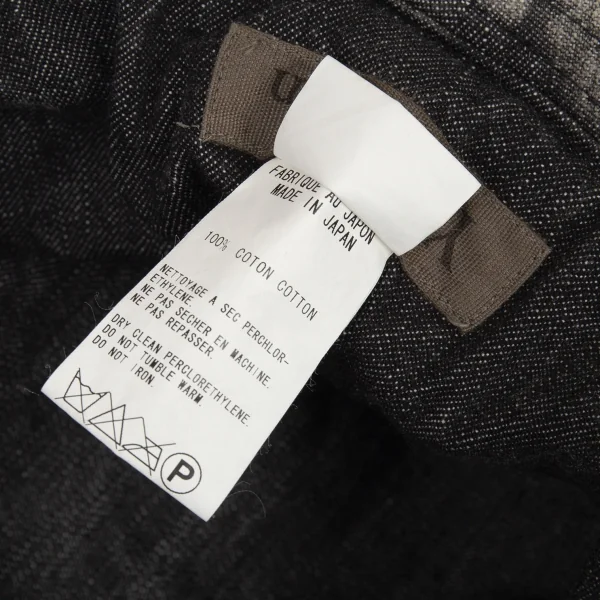 FABRIQUE AU JAPON
MADE IN JAPAN
100% COTON COTTON
NETTOYAGE A SEC PERCHLOR-
ETHYLENE.
NE PAS SECHER EN MACHINE.
NE PAS REPASSER.
DRY CLEAN PERCLORETHYLENE.
DO NOT TUMBLE WARM.
DO NOT IRON.
P